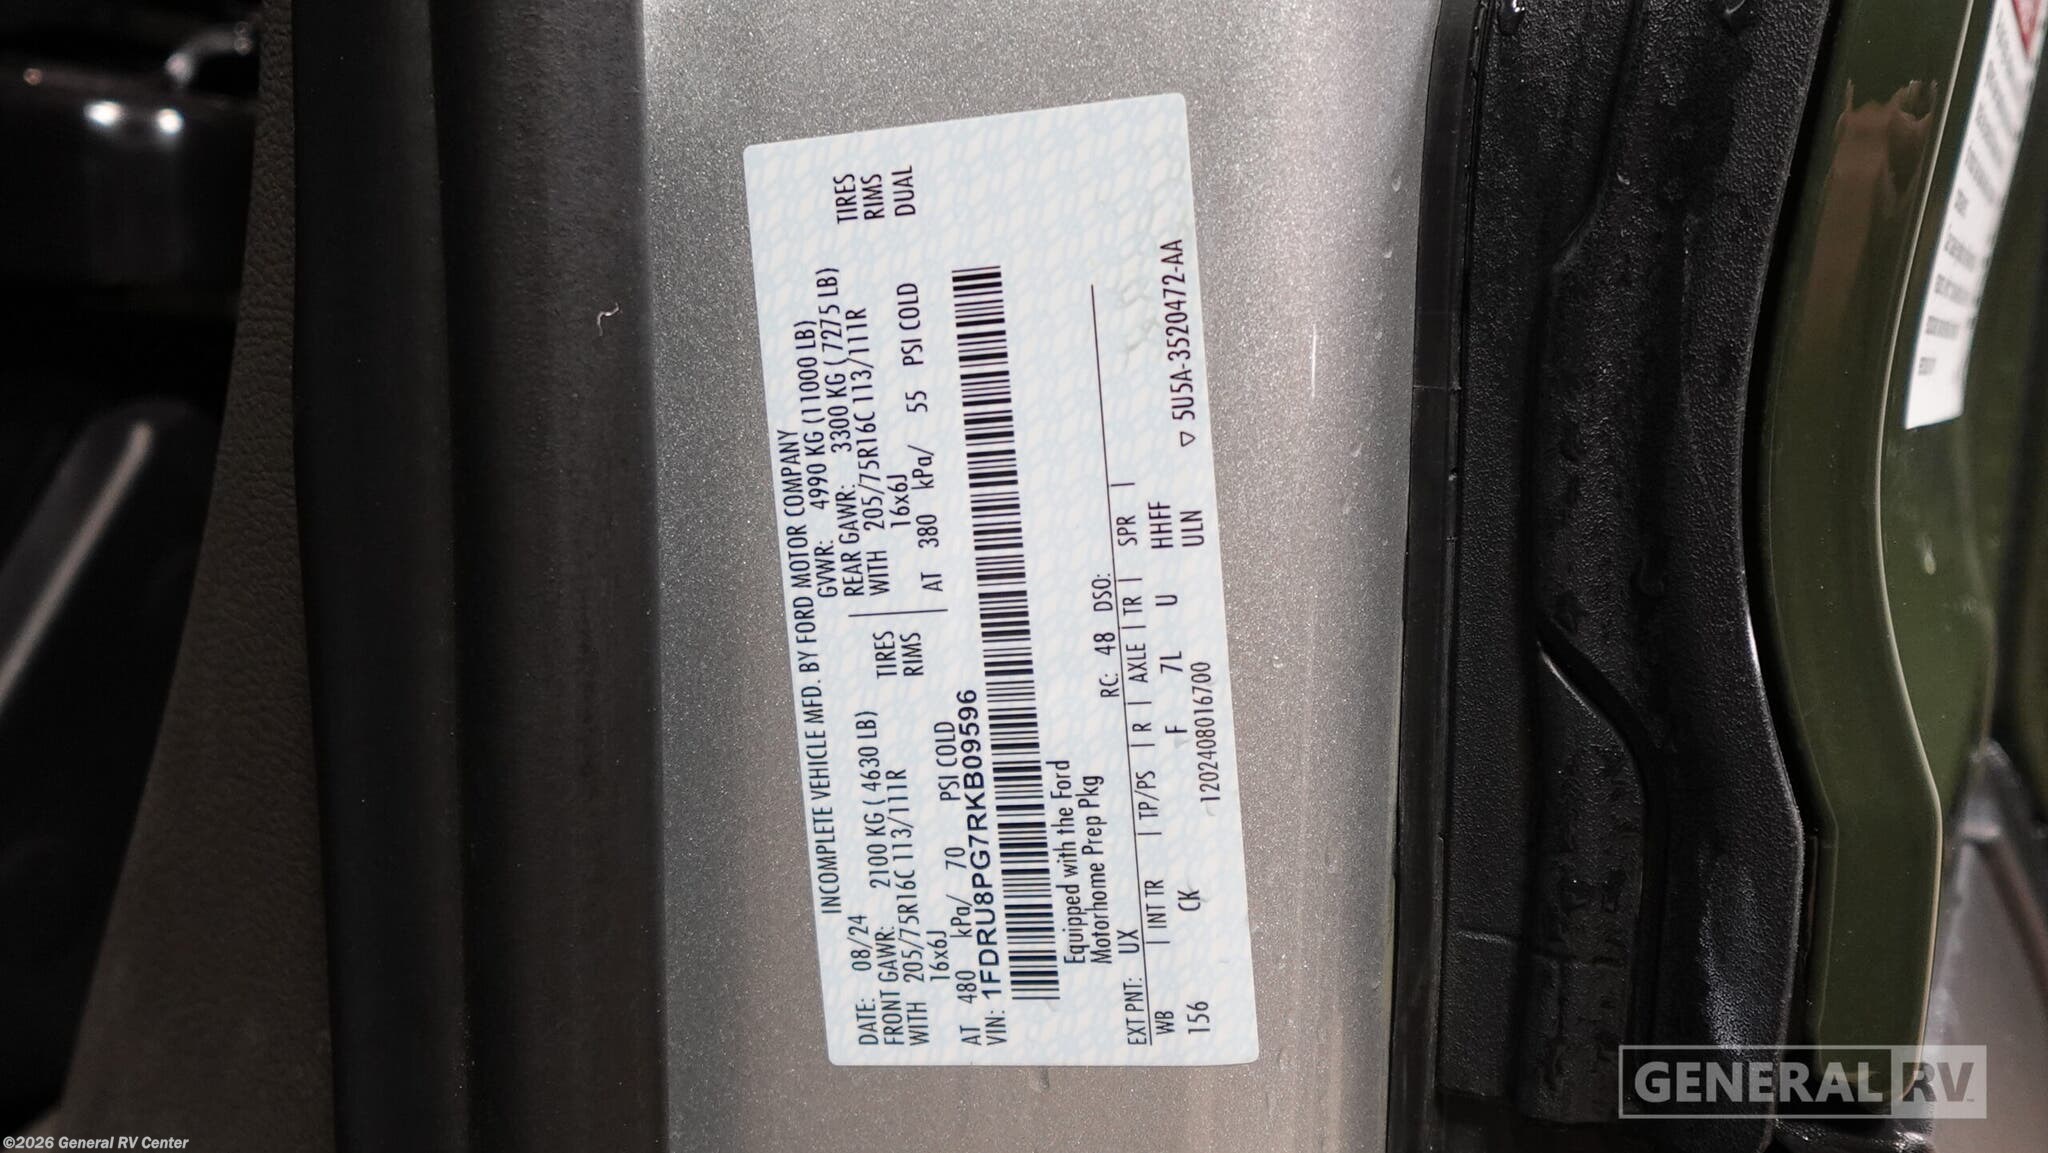 INCOMPLETE VEHICLE MFD. BY FORD MOTOR COMPANY
DATE: 08/24 GVWR: 4990 KG (11000 LB)
FRONT GAWR: 2100 KG ( 4630 LB) REAR GAWR: 3300 KG ( 7275 LB)
WITH 205/75R16C 113/111R TIRES WITH 205/75R16C 113/111R TIRES
16x6J RIMS 16x6J RIMS
AT 480 kPa/ 70 PSI COLD AT 380 kPa/ 55 PSI COLD DUAL
VIN: 1FDRU8PG7RKB09596
Equipped with the Ford
Motorhome Prep Pkg
EXT PNT: UX RC: 48 DSO:
WB INT TR TP/PS R AXLE TR SPR
156 CK F 7L U HHFF
ULN
12024080167​00 ▽ 5U5A-3520472-AA
GENERAL RV
©2026 General RV Center